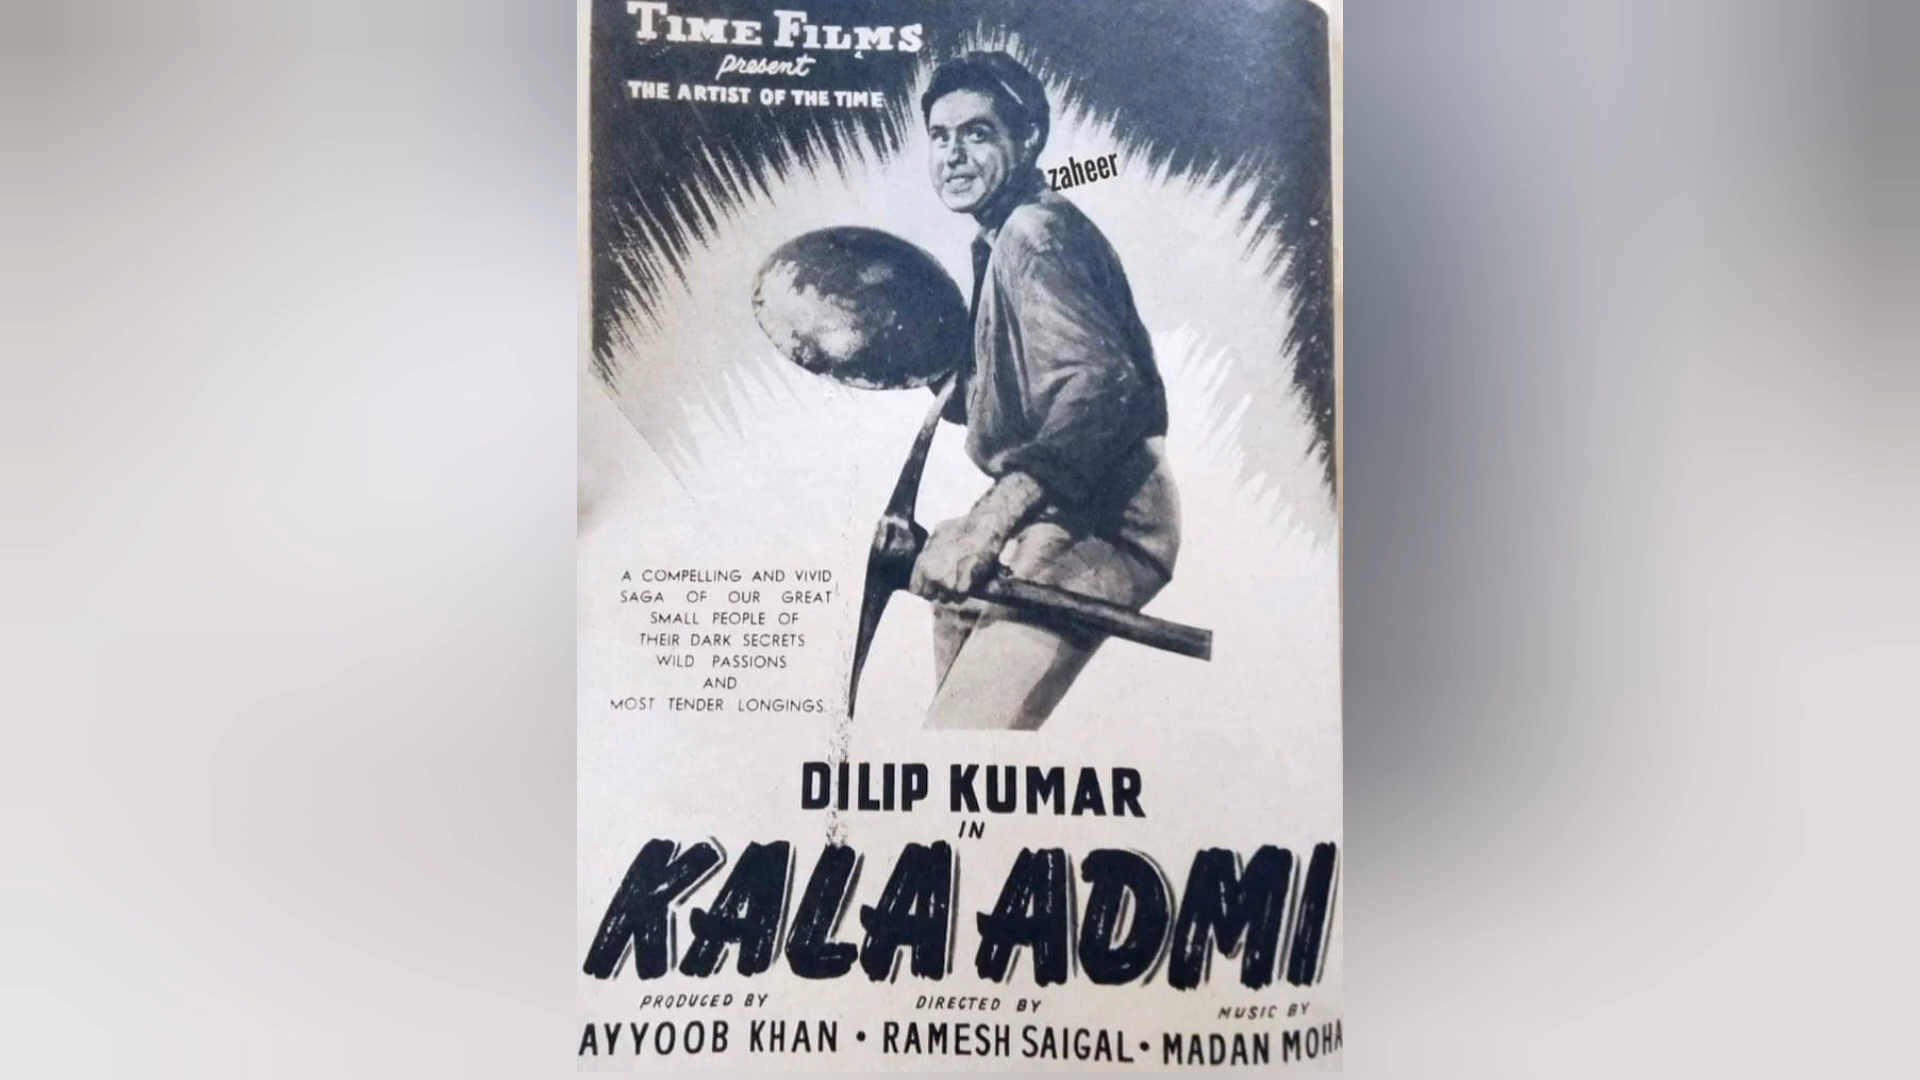 TIME FILMS
present
THE ARTIST OF THE TIME
zaheer
A COMPELLING AND VIVID
SAGA OF OUR GREAT
SMALL PEOPLE OF
THEIR DARK SECRETS
WILD PASSIONS
AND
MOST TENDER LONGINGS.
DILIP KUMAR
IN
KALA ADMI
PRODUCED BY DIRECTED BY MUSIC BY
AYYOOB KHAN • RAMESH SAIGAL • MADAN MOHA